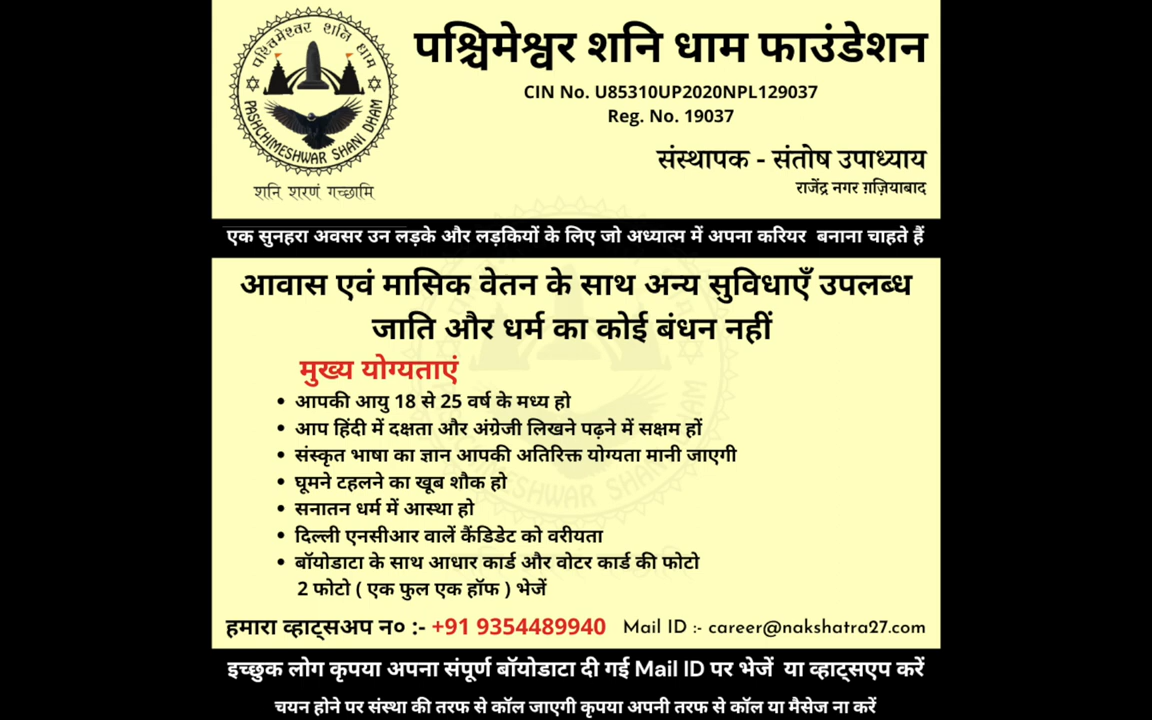 पश्चिमेश्वर शनि धाम
PASHCHIMESHWAR SHANI DHAM
शनि शरणं गच्छामि
पश्चिमेश्वर शनि धाम फाउंडेशन
CIN No. U85310UP2020NPL129037
Reg. No. 19037
संस्थापक - संतोष उपाध्याय
राजेंद्र नगर ग़ज़ियाबाद
एक सुनहरा अवसर उन लड़के और लड़कियों के लिए जो अध्यात्म में अपना करियर बनाना चाहते हैं
आवास एवं मासिक वेतन के साथ अन्य सुविधाएँ उपलब्ध
जाति और धर्म का कोई बंधन नहीं
मुख्य योग्यताएं
• आपकी आयु 18 से 25 वर्ष के मध्य हो
• आप हिंदी में दक्षता और अंग्रेजी लिखने पढ़ने में सक्षम हों
• संस्कृत भाषा का ज्ञान आपकी अतिरिक्त योग्यता मानी जाएगी
• घूमने टहलने का खूब शौक हो
• सनातन धर्म में आस्था हो
• दिल्ली एनसीआर वालें कैंडिडेट को वरीयता
• बॉयोडाटा के साथ आधार कार्ड और वोटर कार्ड की फोटो
2 फोटो ( एक फुल एक हॉफ ) भेजें
हमारा व्हाट्सअप न० :- +91 9354489940 Mail ID :- career@nakshatra27.com
इच्छुक लोग कृपया अपना संपूर्ण बॉयोडाटा दी गई Mail ID पर भेजें या व्हाट्सएप करें
चयन होने पर संस्था की तरफ से कॉल जाएगी कृपया अपनी तरफ से कॉल या मैसेज ना करें